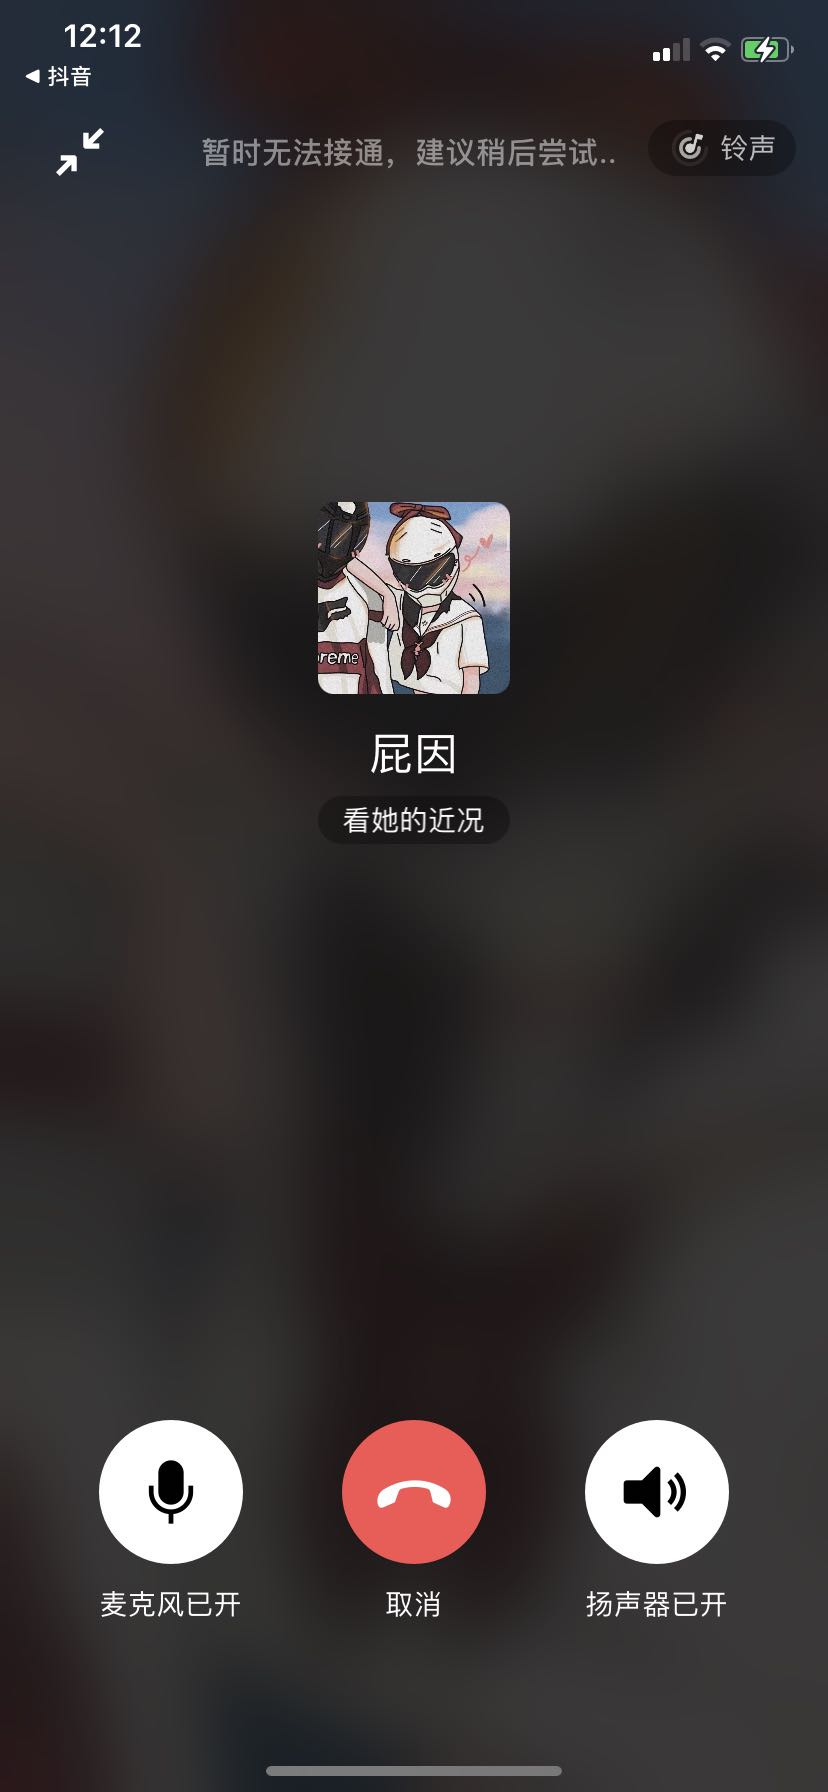 12:12
◀ 抖音
暂时无法接通，建议稍后尝试..
铃声
reme
屁因
看她的近况
麦克风已开
取消
扬声器已开